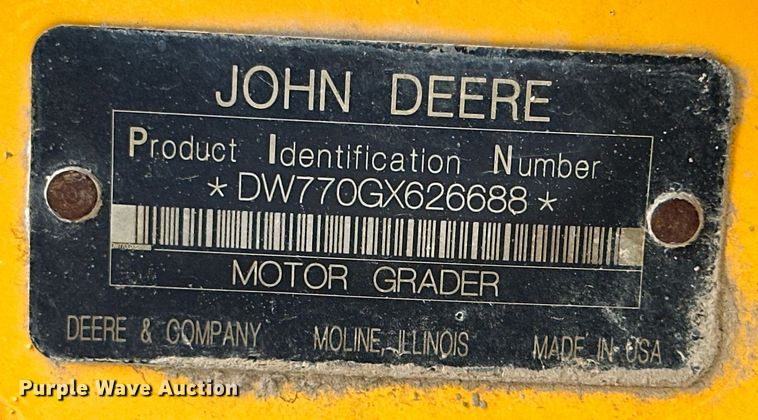 JOHN DEERE
Product Identification Number
*DW770GX626688*
MOTOR GRADER
DEERE & COMPANY MOLINE, ILLINOIS MADE IN USA
Purple Wave Auction